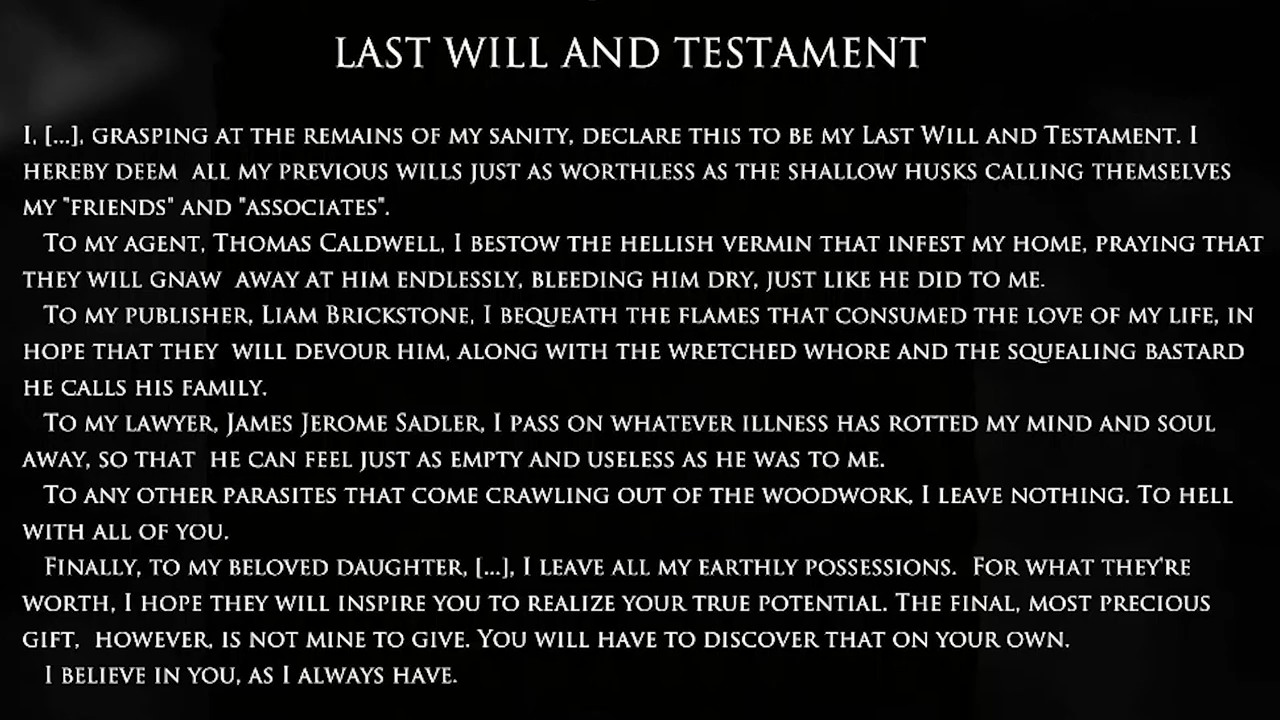 LAST WILL AND TESTAMENT
I, [...], GRASPING AT THE REMAINS OF MY SANITY, DECLARE THIS TO BE MY LAST WILL AND TESTAMENT. I
HEREBY DEEM  ALL MY PREVIOUS WILLS JUST AS WORTHLESS AS THE SHALLOW HUSKS CALLING THEMSELVES
MY "FRIENDS" AND "ASSOCIATES".
TO MY AGENT, THOMAS CALDWELL, I BESTOW THE HELLISH VERMIN THAT INFEST MY HOME, PRAYING THAT
THEY WILL GNAW  AWAY AT HIM ENDLESSLY, BLEEDING HIM DRY, JUST LIKE HE DID TO ME.
TO MY PUBLISHER, LIAM BRICKSTONE, I BEQUEATH THE FLAMES THAT CONSUMED THE LOVE OF MY LIFE, IN
HOPE THAT THEY  WILL DEVOUR HIM, ALONG WITH THE WRETCHED WHORE AND THE SQUEALING BASTARD
HE CALLS HIS FAMILY.
TO MY LAWYER, JAMES JEROME SADLER, I PASS ON WHATEVER ILLNESS HAS ROTTED MY MIND AND SOUL
AWAY, SO THAT  HE CAN FEEL JUST AS EMPTY AND USELESS AS HE WAS TO ME.
TO ANY OTHER PARASITES THAT COME CRAWLING OUT OF THE WOODWORK, I LEAVE NOTHING. TO HELL
WITH ALL OF YOU.
FINALLY, TO MY BELOVED DAUGHTER, [...], I LEAVE ALL MY EARTHLY POSSESSIONS.  FOR WHAT THEY'RE
WORTH, I HOPE THEY WILL INSPIRE YOU TO REALIZE YOUR TRUE POTENTIAL. THE FINAL, MOST PRECIOUS
GIFT,  HOWEVER, IS NOT MINE TO GIVE. YOU WILL HAVE TO DISCOVER THAT ON YOUR OWN.
I BELIEVE IN YOU, AS I ALWAYS HAVE.